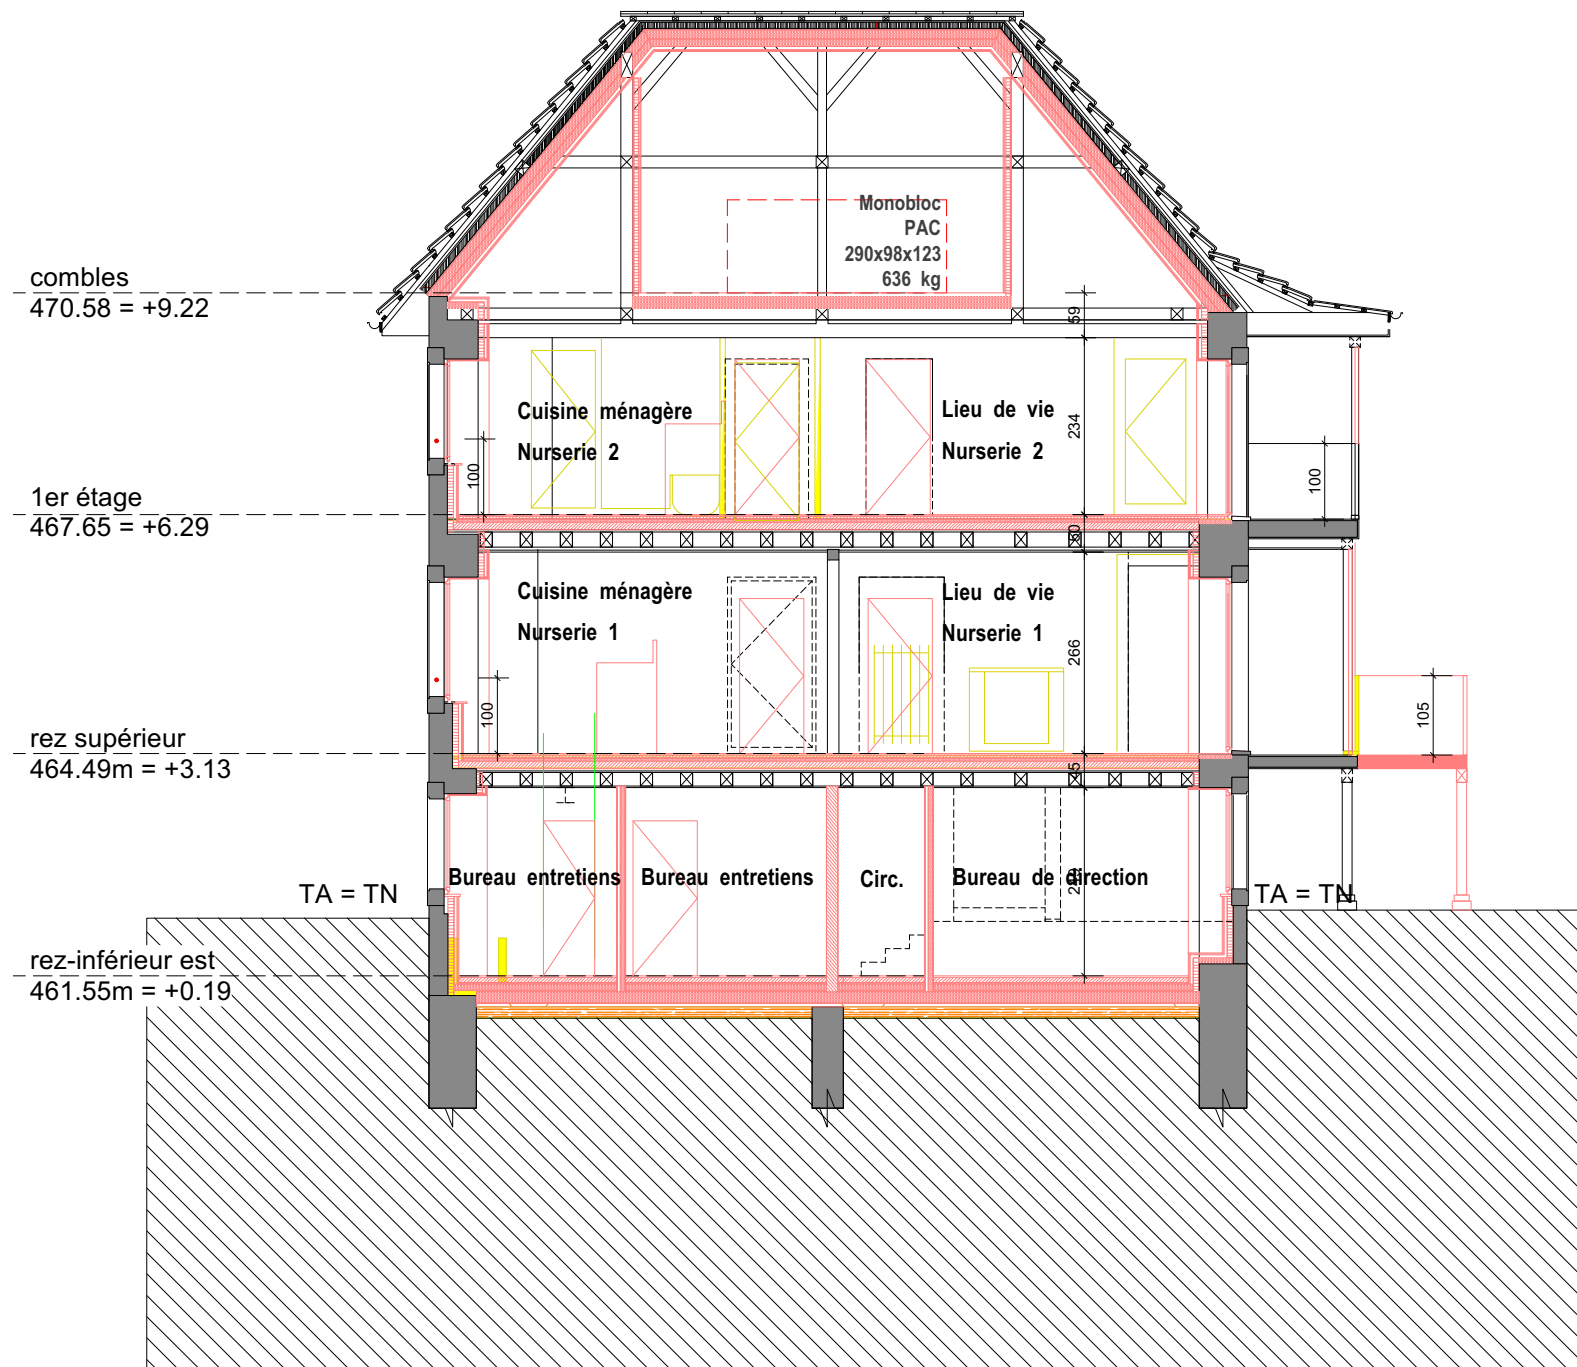 Monobloc
PAC
290x98x123
636 kg
combles
470.58 = +9.22
59
Cuisine ménagère
Nurserie 2
Lieu de vie
Nurserie 2
234
100
100
1er étage
467.65 = +6.29
50
Cuisine ménagère
Nurserie 1
Lieu de vie
Nurserie 1
266
100
105
rez supérieur
464.49m = +3.13
45
Bureau entretiens
Bureau entretiens
Circ.
Bureau de direction
TA = TN
TA = TN
rez-inférieur est
461.55m = +0.19